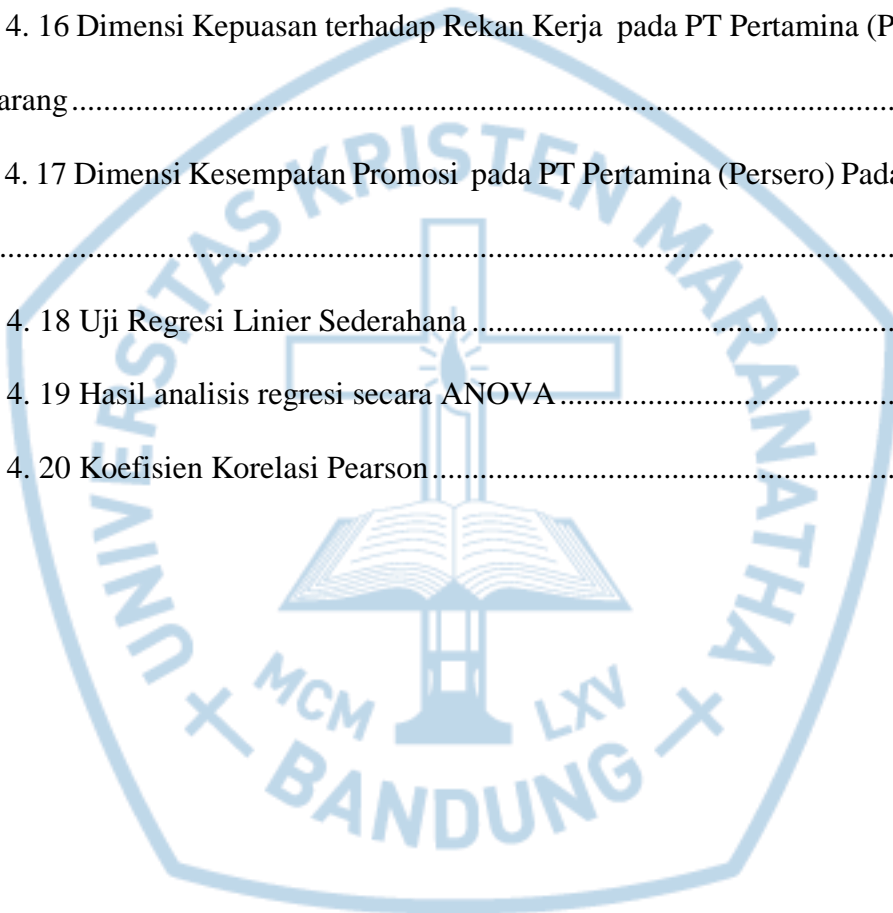 4. 16 Dimensi Kepuasan terhadap Rekan Kerja pada PT Pertamina (P
arang ........................................................................................
4. 17 Dimensi Kesempatan Promosi pada PT Pertamina (Persero) Pada
................................................................................................
4. 18 Uji Regresi Linier Sederahana .............................................
4. 19 Hasil analisis regresi secara ANOVA ...................................
4. 20 Koefisien Korelasi Pearson .................................................
UNIVERSITAS KRISTEN MARANATHA
MCM LXV
BANDUNG